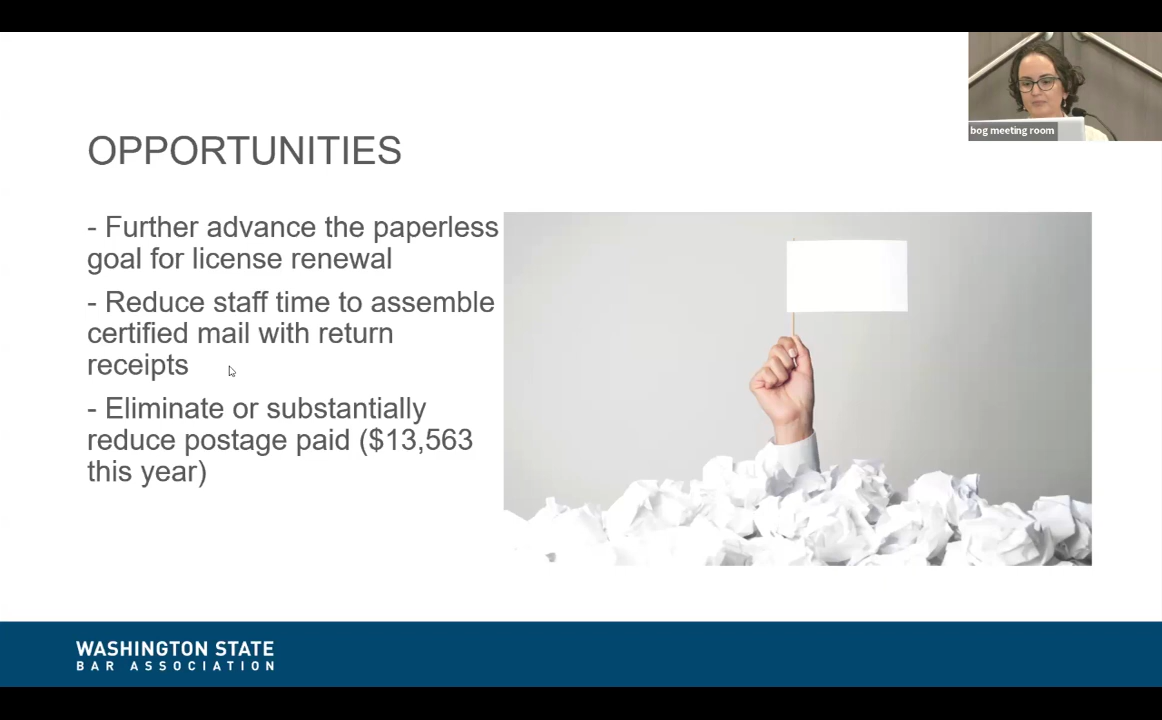 bog meeting room
OPPORTUNITIES
- Further advance the paperless
goal for license renewal
- Reduce staff time to assemble
certified mail with return
receipts
- Eliminate or substantially
reduce postage paid ($13,563
this year)
WASHINGTON STATE
BAR ASSOCIATION